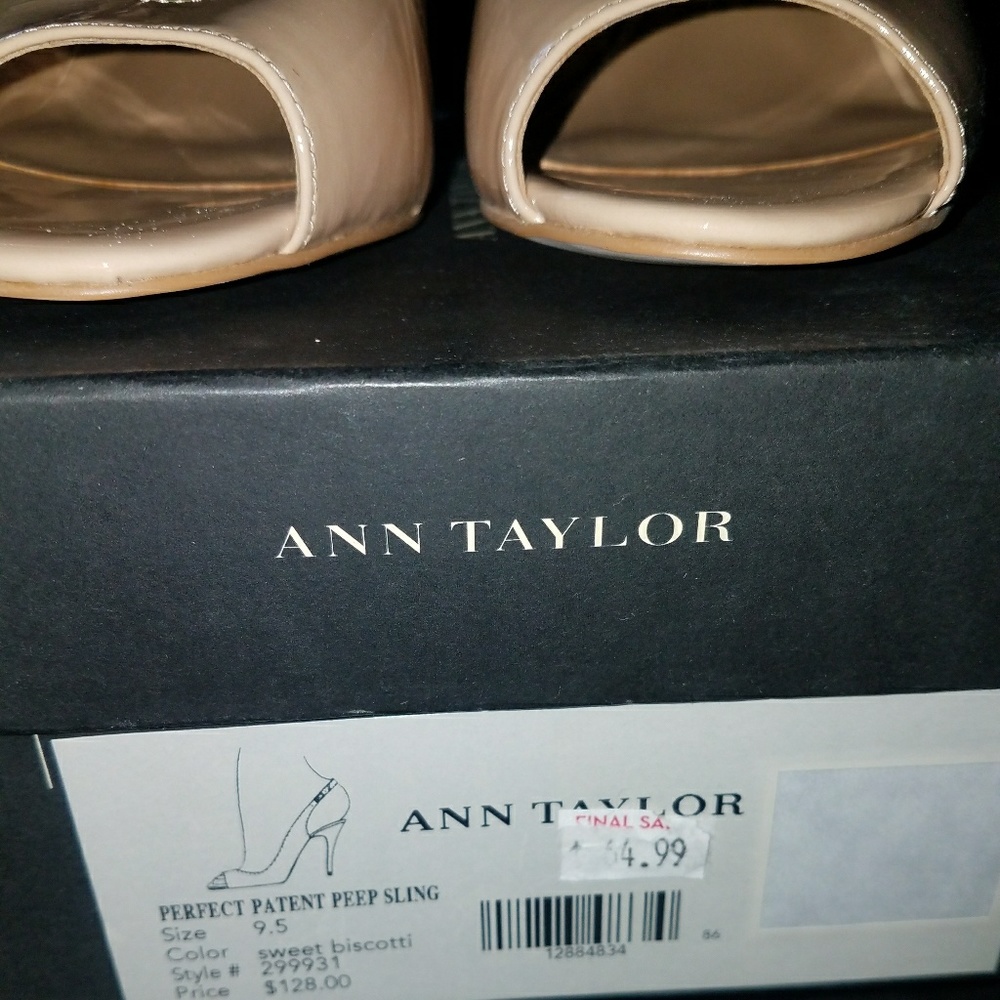 ANN TAYLOR
ANN TAYLOR
FINAL SA.
64.99
PERFECT PATENT PEEP SLING
Size 9.5
Color sweet biscotti
Style # 299931
Price $128.00
12884834
86